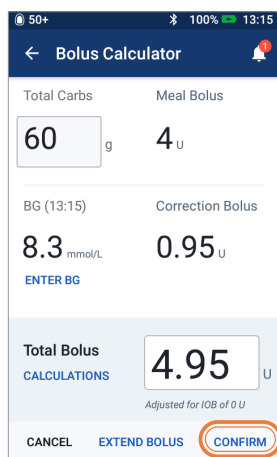 50+ 100% 13:15
Bolus Calculator 1
Total Carbs Meal Bolus
60 g 4 U
BG (13:15) Correction Bolus
8.3 mmol/L 0.95 U
ENTER BG
Total Bolus
CALCULATIONS 4.95 U
Adjusted for IOB of 0 U
CANCEL EXTEND BOLUS CONFIRM